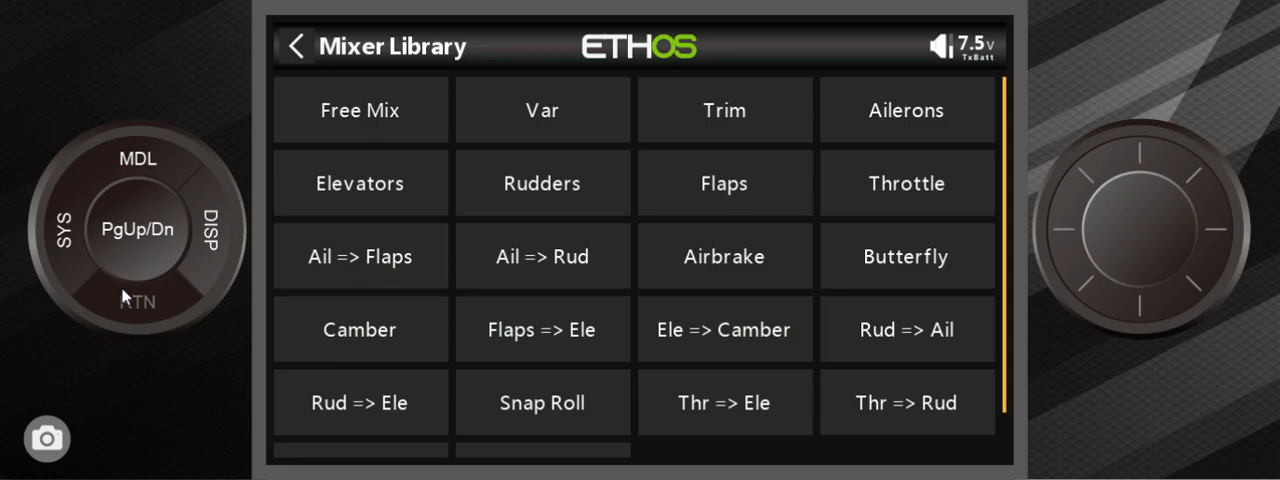 Mixer Library
ETHOS
7.5V
TxBatt
Free Mix
Var
Trim
Ailerons
Elevators
Rudders
Flaps
Throttle
Ail => Flaps
Ail => Rud
Airbrake
Butterfly
Camber
Flaps => Ele
Ele => Camber
Rud => Ail
Rud => Ele
Snap Roll
Thr => Ele
Thr => Rud
MDL
SYS
PgUp/Dn
DISP
RTN